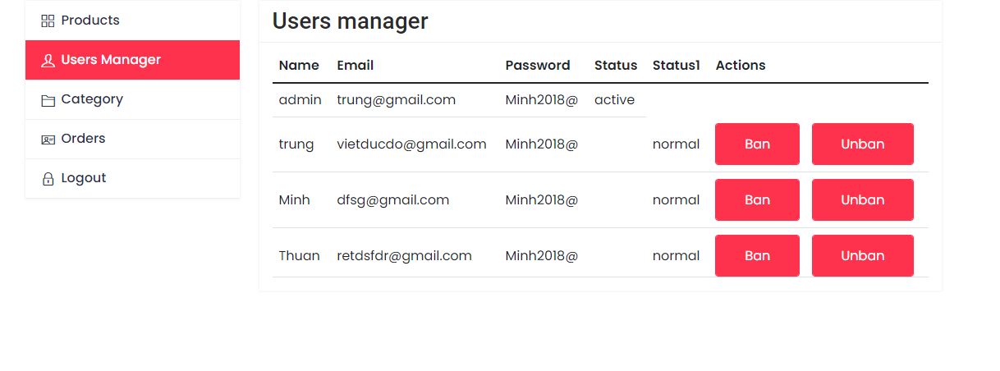 Products
Users Manager
Category
Orders
Logout
Users manager
Name Email Password Status Status1 Actions
admin trung@gmail.com Minh2018@ active
trung vietducdo@gmail.com Minh2018@ normal Ban Unban
Minh dfsg@gmail.com Minh2018@ normal Ban Unban
Thuan retdsfdr@gmail.com Minh2018@ normal Ban Unban